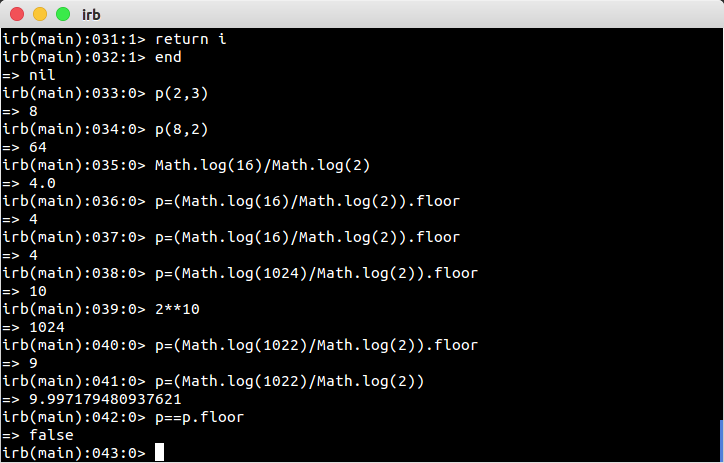 irb
irb(main):031:1> return i
irb(main):032:1> end
=> nil
irb(main):033:0> p(2,3)
=> 8
irb(main):034:0> p(8,2)
=> 64
irb(main):035:0> Math.log(16)/Math.log(2)
=> 4.0
irb(main):036:0> p=(Math.log(16)/Math.log(2)).floor
=> 4
irb(main):037:0> p=(Math.log(16)/Math.log(2)).floor
=> 4
irb(main):038:0> p=(Math.log(1024)/Math.log(2)).floor
=> 10
irb(main):039:0> 2**10
=> 1024
irb(main):040:0> p=(Math.log(1022)/Math.log(2)).floor
=> 9
irb(main):041:0> p=(Math.log(1022)/Math.log(2))
=> 9.997179480937621
irb(main):042:0> p==p.floor
=> false
irb(main):043:0>